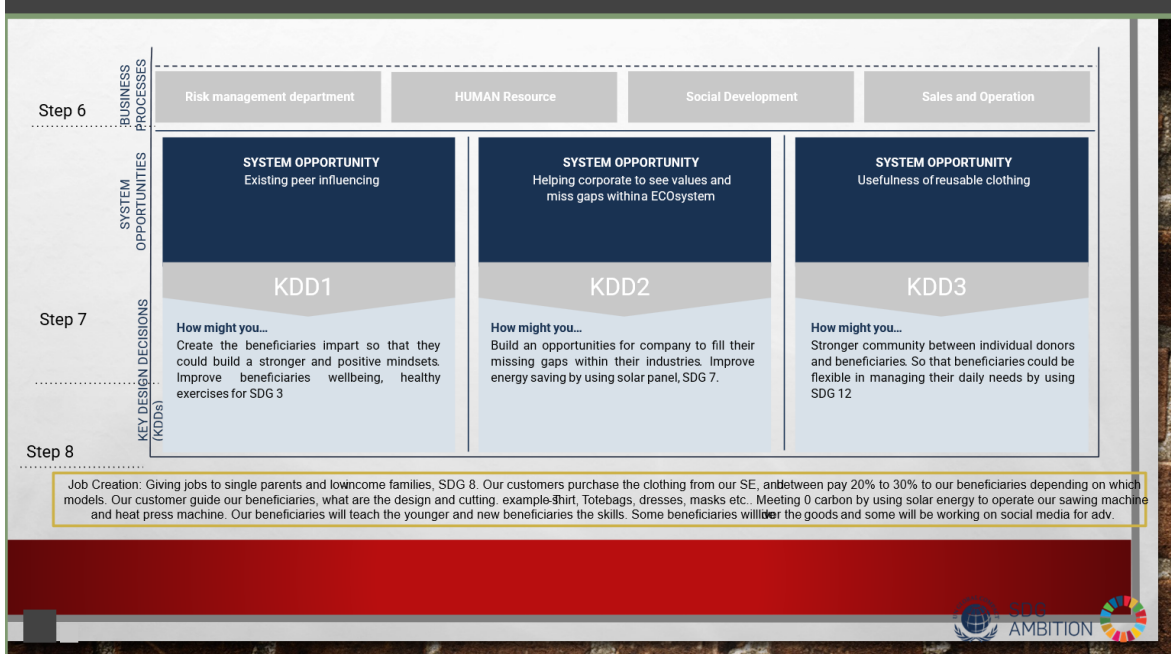 Step 6
BUSINESS
PROCESSES
Risk management department
HUMAN Resource
Social Development
Sales and Operation
SYSTEM
OPPORTUNITIES
SYSTEM OPPORTUNITY
Existing peer influencing
SYSTEM OPPORTUNITY
Helping corporate to see values and
miss gaps withina ECOsystem
SYSTEM OPPORTUNITY
Usefulness ofreusable clothing
Step 7
KEY DESIGN DECISIONS
(KDDs)
KDD1
How might you...
Create the beneficiaries impart so that they
could build a stronger and positive mindsets.
Improve beneficiaries wellbeing, healthy
exercises for SDG 3
KDD2
How might you...
Build an opportunities for company to fill their
missing gaps within their industries. Improve
energy saving by using solar panel, SDG 7.
KDD3
How might you...
Stronger community between individual donors
and beneficiaries. So that beneficiaries could be
flexible in managing their daily needs by using
SDG 12
Step 8
Job Creation: Giving jobs to single parents and lowincome families, SDG 8. Our customers purchase the clothing from our SE, and between pay 20% to 30% to our beneficiaries depending on which
models. Our customer guide our beneficiaries, what are the design and cutting. example-Tshirt, Totebags, dresses, masks etc.. Meeting 0 carbon by using solar energy to operate our sawing machine
and heat press machine. Our beneficiaries will teach the younger and new beneficiaries the skills. Some beneficiaries will the goods and some will be working on social media for adv.
SDG
AMBITION